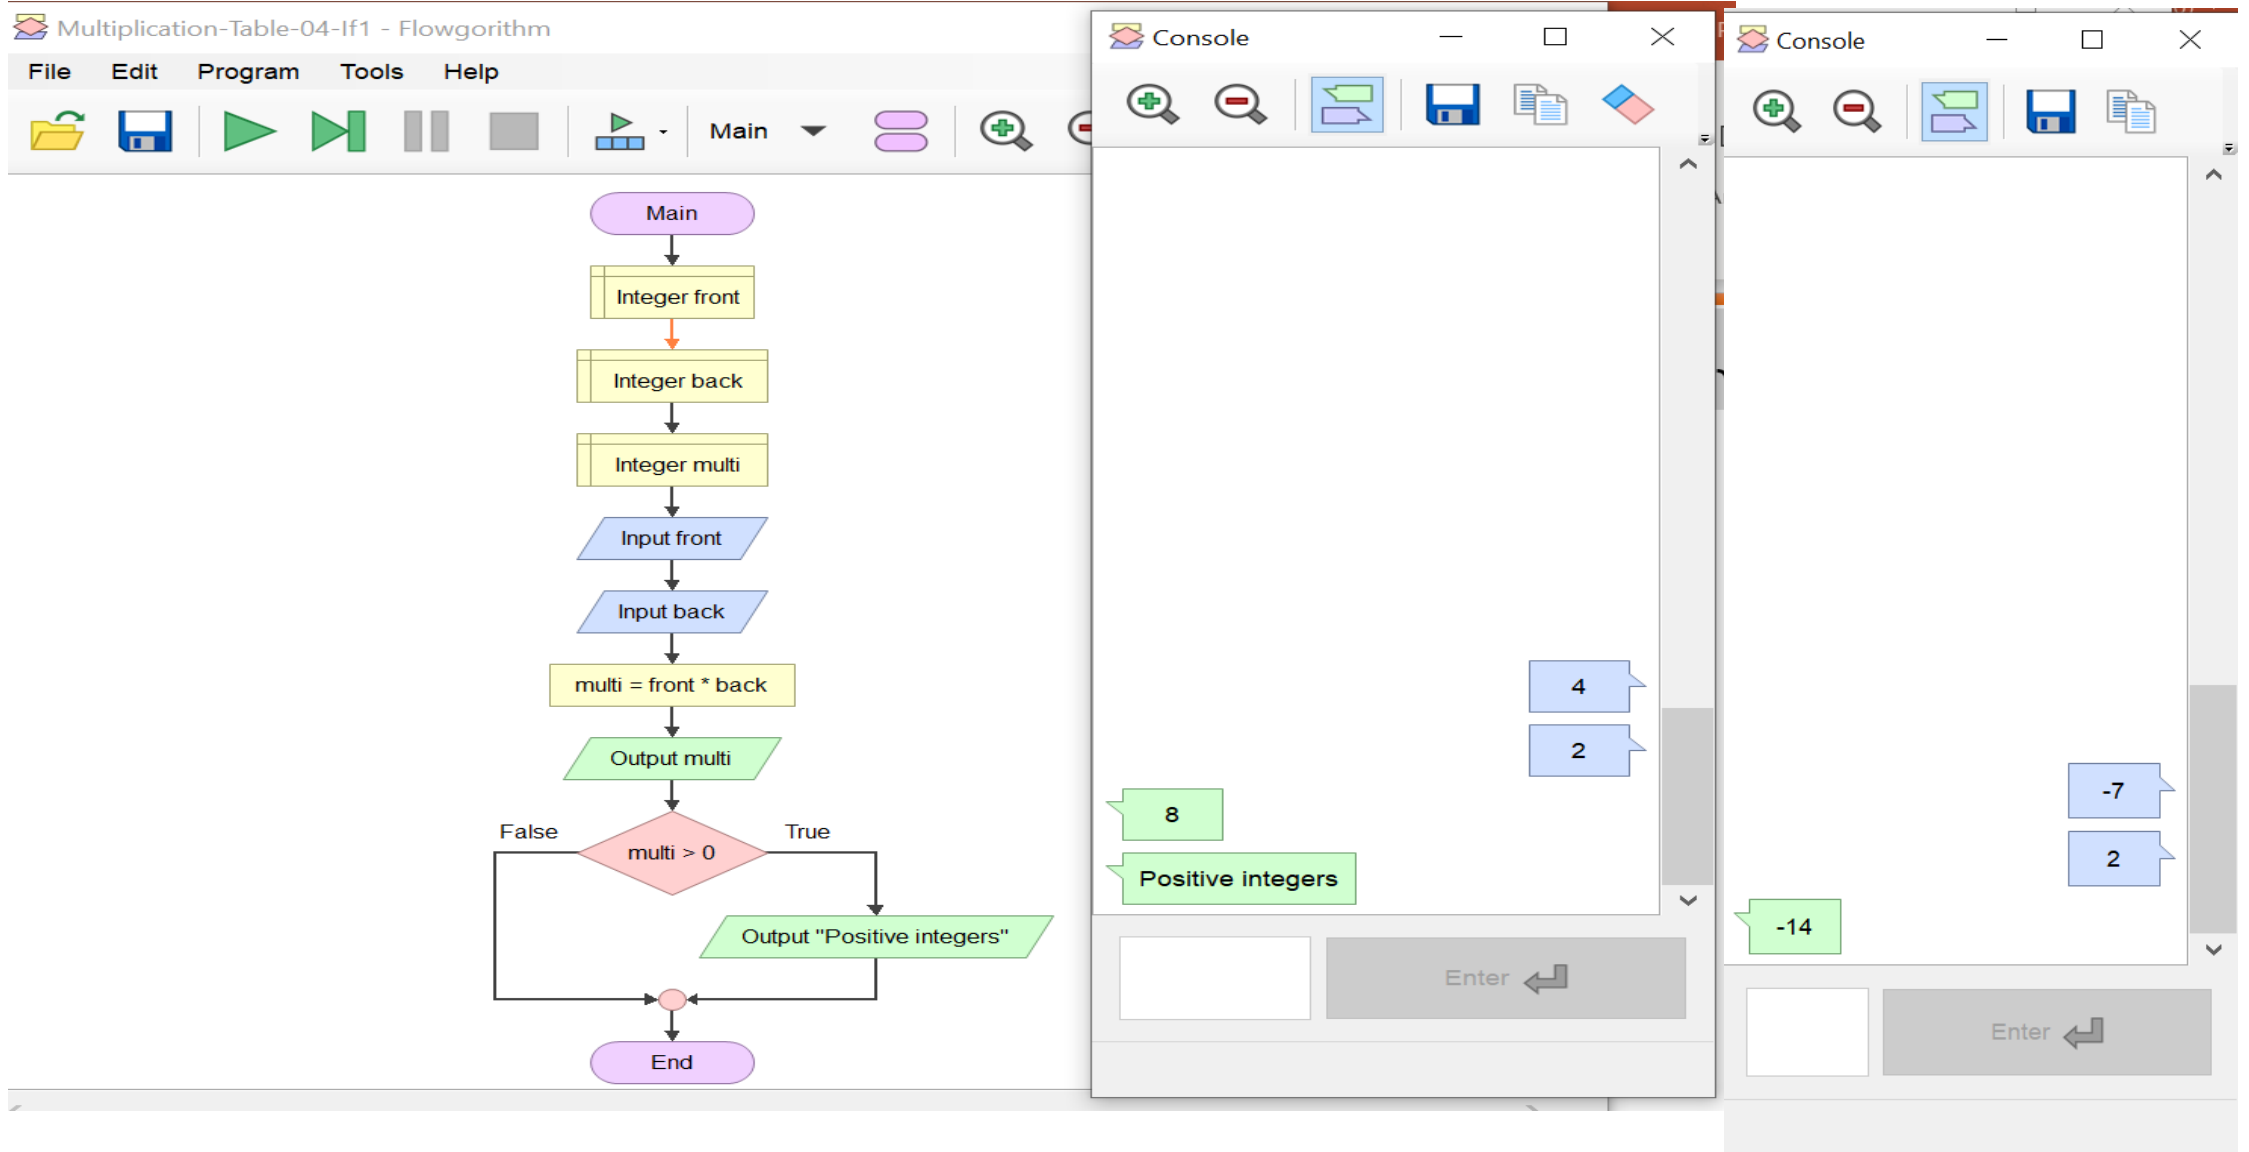 Multiplication-Table-04-If1 - Flowgorithm
File Edit Program Tools Help
Main
Main
Integer front
Integer back
Integer multi
Input front
Input back
multi = front * back
Output multi
False
True
multi > 0
Output "Positive integers"
End
Console
4
2
8
Positive integers
Enter
Console
-7
2
-14
Enter